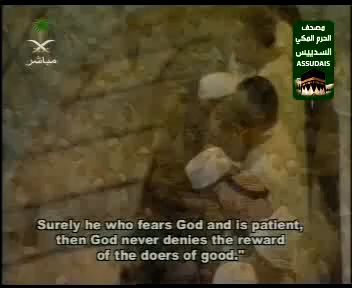 مباشر
مصحف
الحرم المكي
السديس
ASSUDAIS
Surely he who fears God and is patient,
then God never denies the reward
of the doers of good."